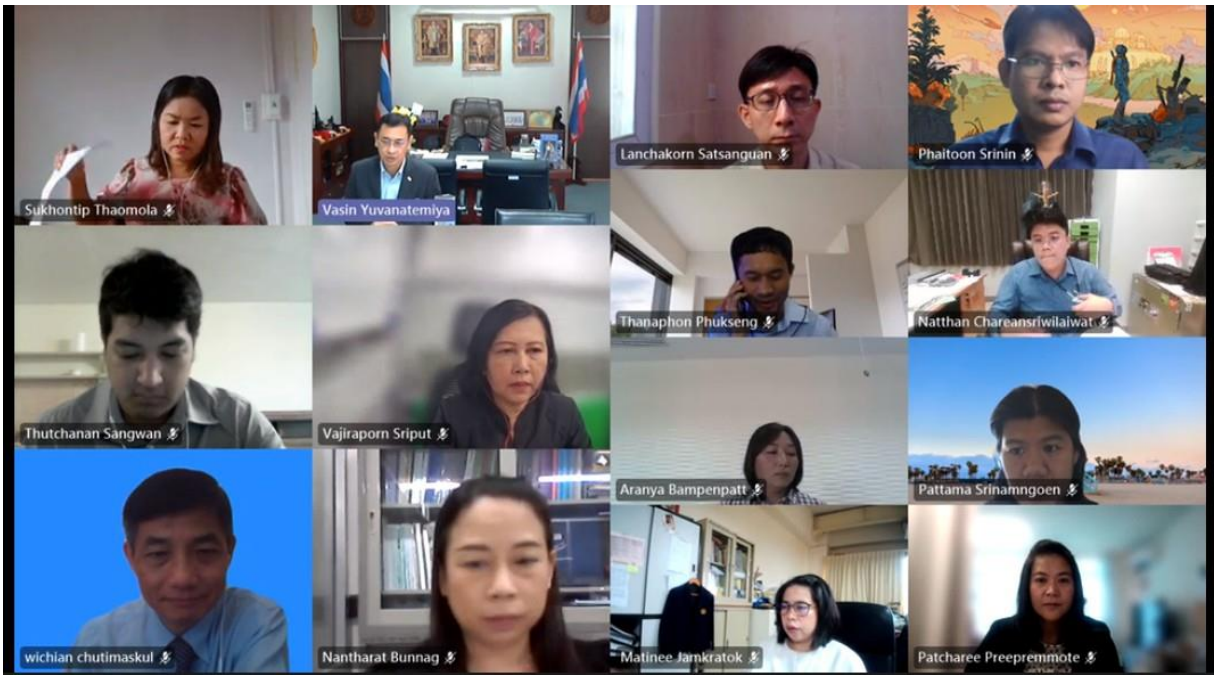 Sukhontip Thaomola
Vasin Yuvanatemiya
Lanchakorn Satsanguan
Phaitoon Srinin
Thanaphon Phukseng
Natthan Chareansriwilaiwat
Thutchanan Sangwan
Vajiraporn Sriput
Aranya Bampenpatt
Pattama Srinamngoen
wichian chutimaskul
Nantharat Bunnag
Matinee Jamkratok
Patcharee Preepremmote